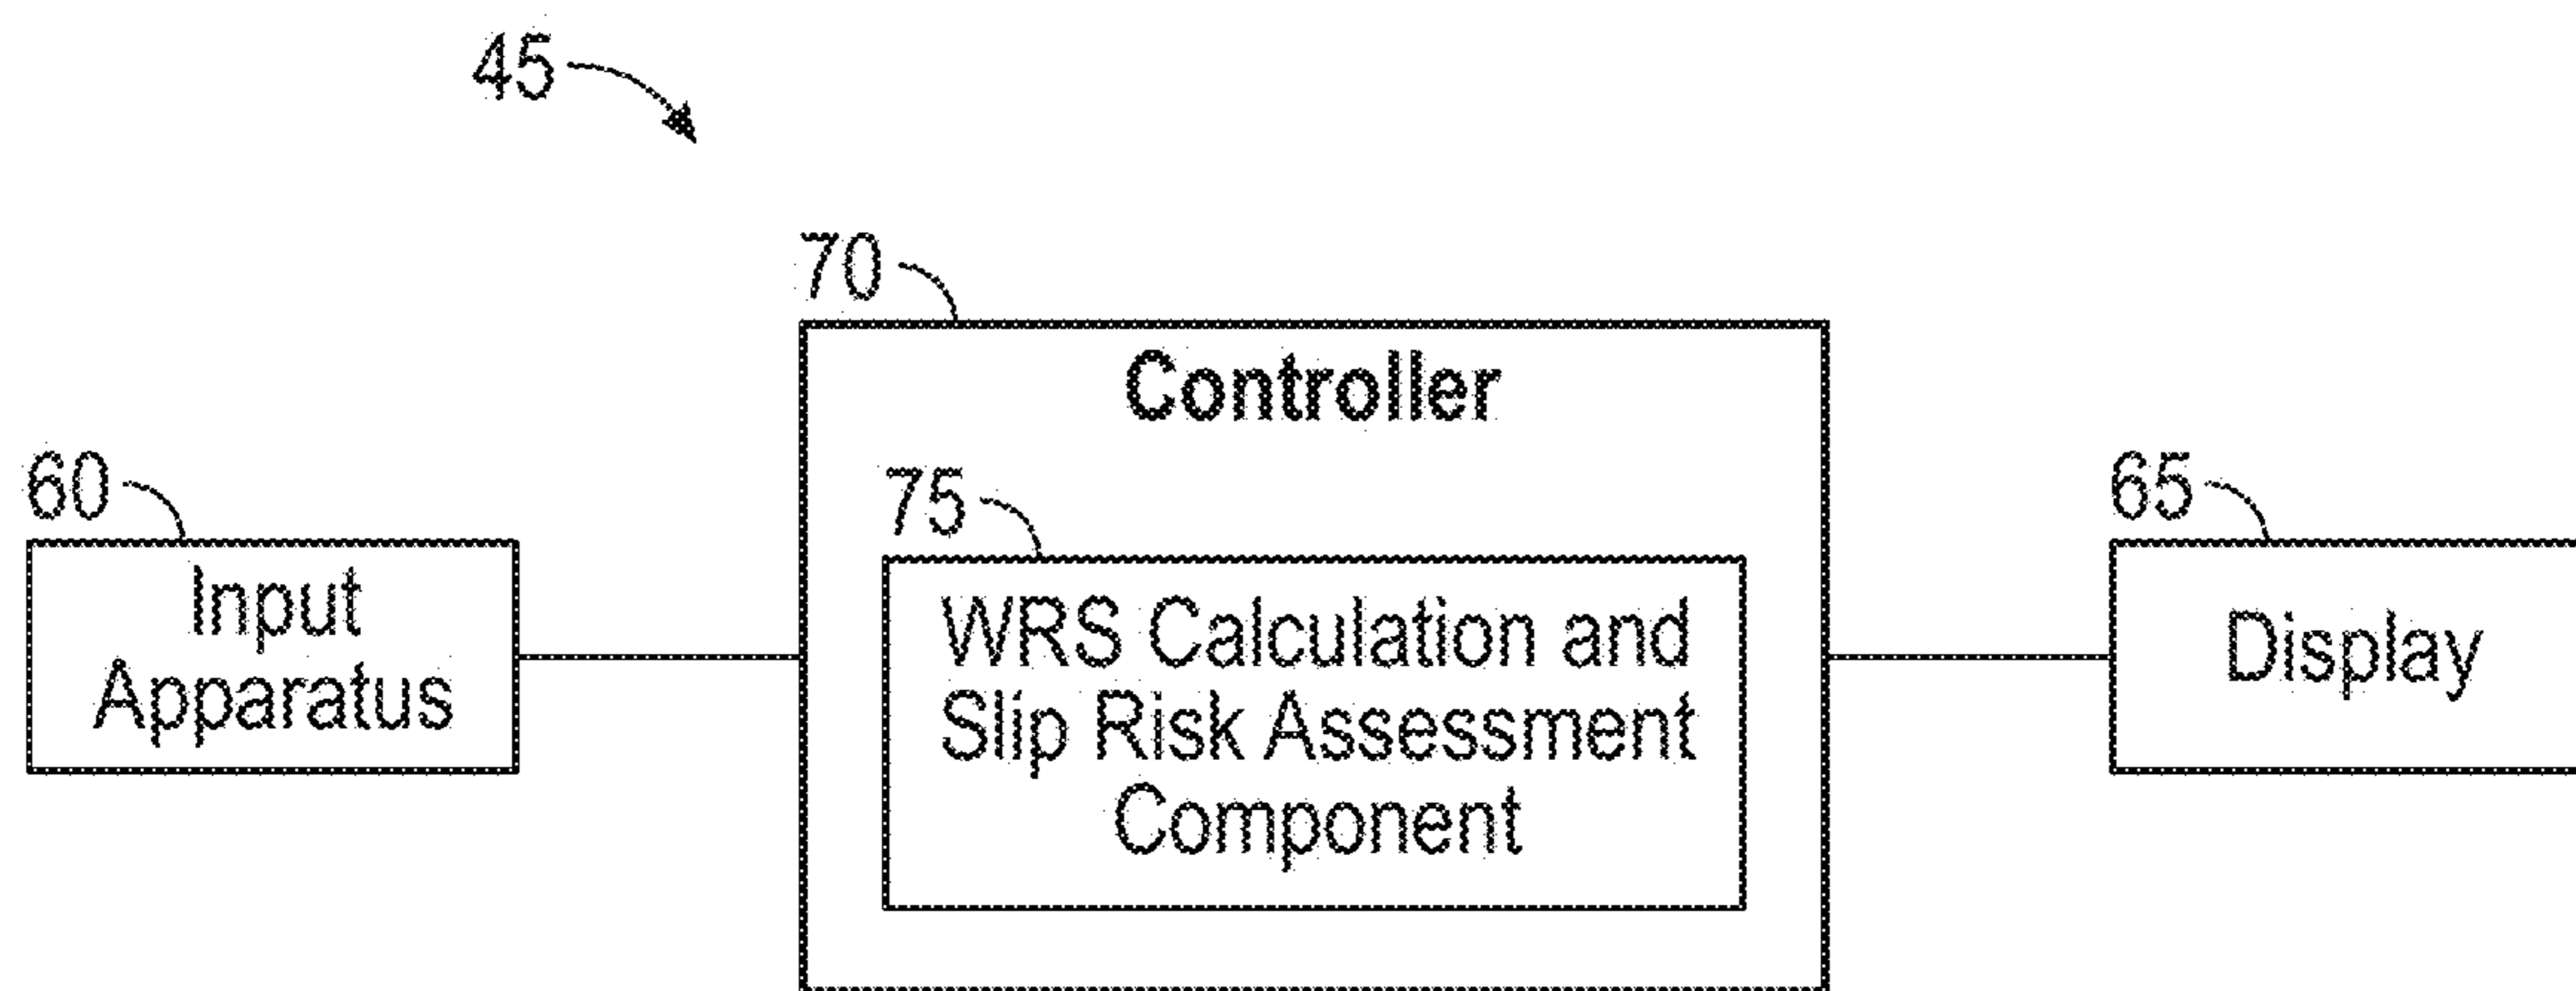 45
70
Controller
60
75
65
Input
Apparatus
WRS Calculation and
Slip Risk Assessment
Component
Display